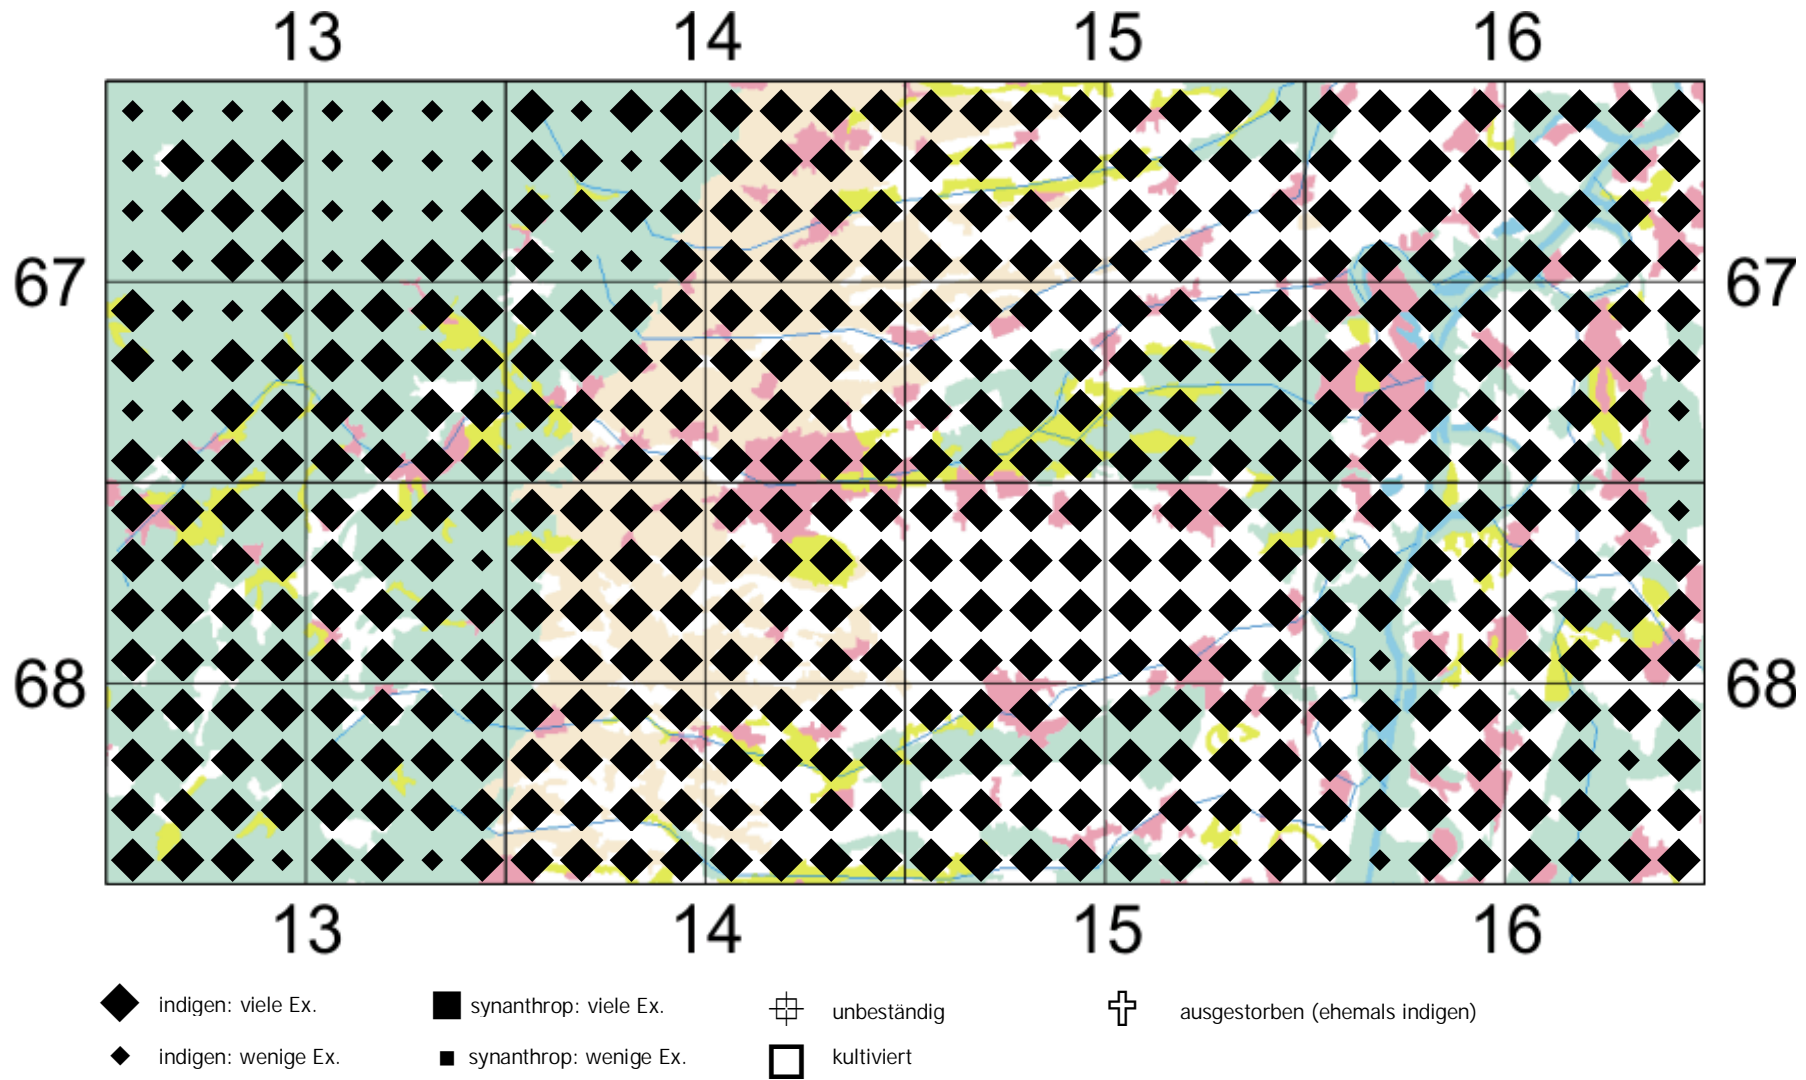 13 14 15 16
67 67
68 68
13 14 15 16
indigen: viele Ex. synanthrop: viele Ex. unbeständig ausgestorben (ehemals indigen)
indigen: wenige Ex. synanthrop: wenige Ex. kultiviert